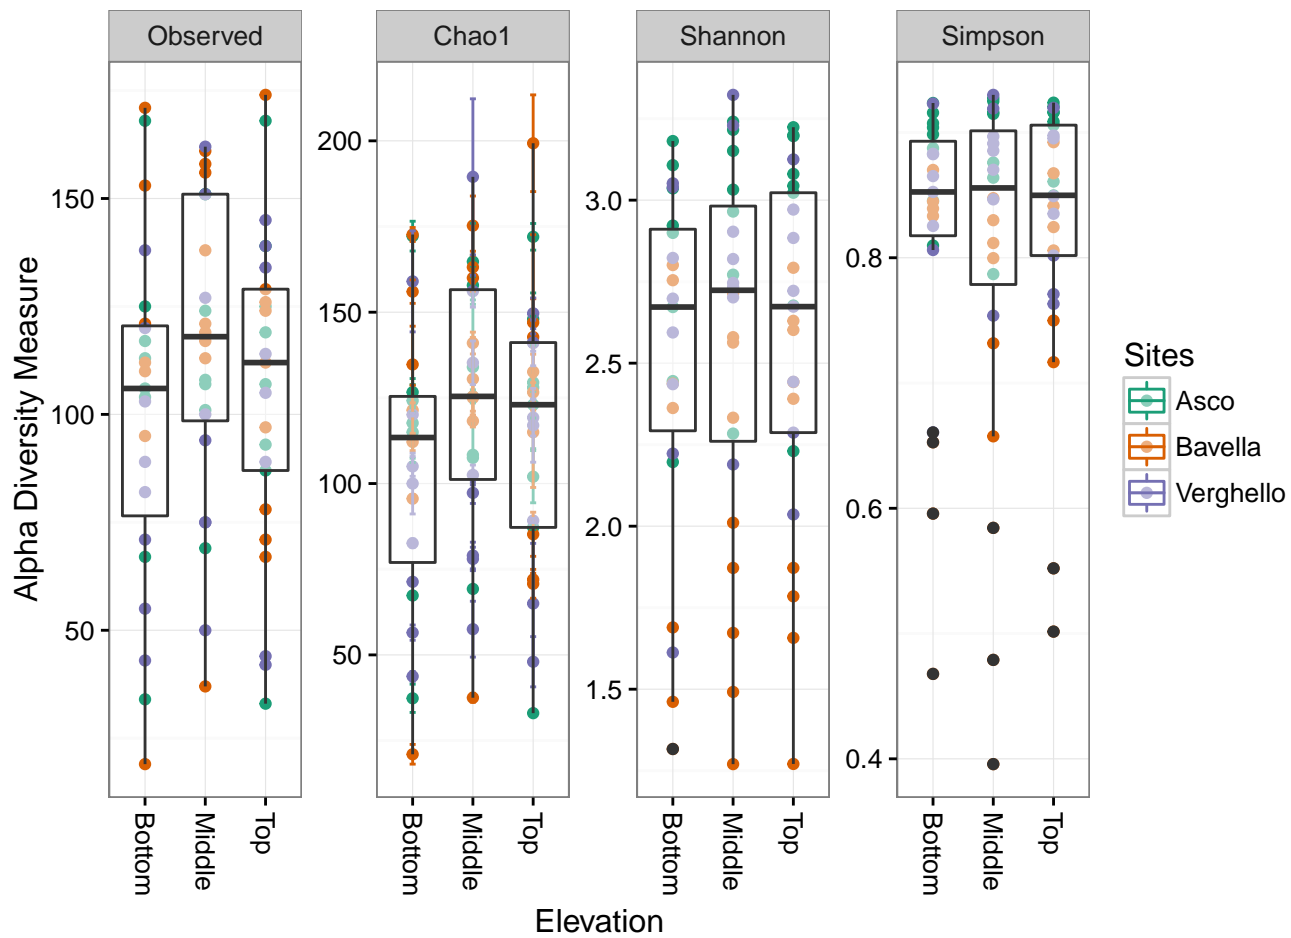 Observed
Chao1
Shannon
Simpson
Alpha Diversity Measure
150
100
50
200
150
100
50
3.0
2.5
2.0
1.5
0.8
0.6
0.4
Bottom
Middle
Top
Bottom
Middle
Top
Bottom
Middle
Top
Bottom
Middle
Top
Elevation
Sites
Asco
Bavella
Verghello